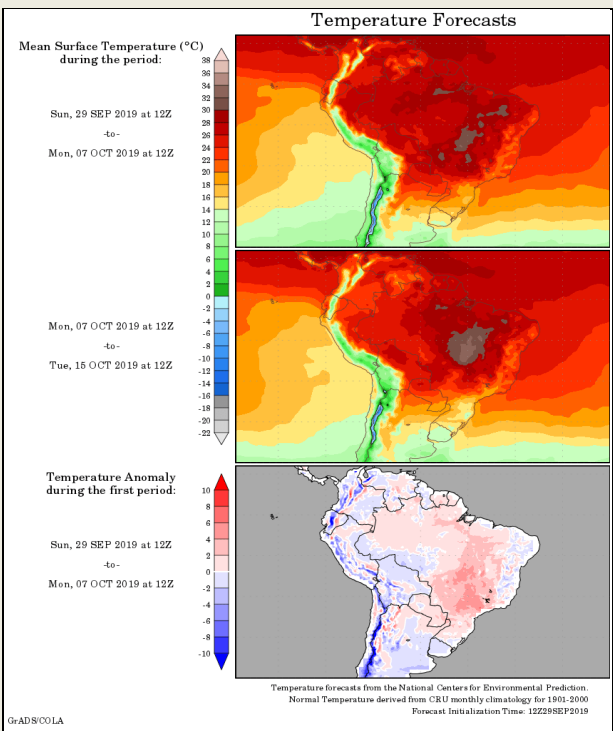 Temperature Forecasts
Mean Surface Temperature (°C)
during the period:
Sun, 29 SEP 2019 at 12Z
-to-
Mon, 07 OCT 2019 at 12Z
38
36
34
32
30
28
26
24
22
20
18
16
14
12
10
8
6
4
2
0
-2
-4
-6
-8
-10
-12
-14
-16
-18
-20
-22
Mon, 07 OCT 2019 at 12Z
-to-
Tue, 15 OCT 2019 at 12Z
Temperature Anomaly
during the first period:
Sun, 29 SEP 2019 at 12Z
-to-
Mon, 07 OCT 2019 at 12Z
10
8
6
4
2
0
-2
-4
-6
-8
-10
Temperature forecasts from the National Centers for Environmental Prediction.
Normal Temperature derived from CRU monthly climatology for 1901-2000
Forecast Initialization Time: 12Z29SEP2019
GrADS/COLA